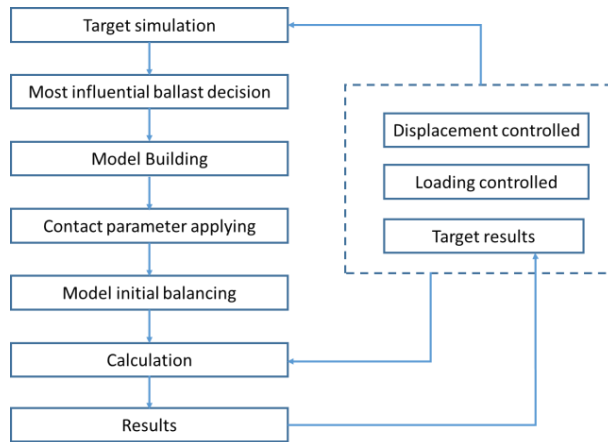 Target simulation
Most influential ballast decision
Model Building
Contact parameter applying
Model initial balancing
Calculation
Results
Displacement controlled
Loading controlled
Target results